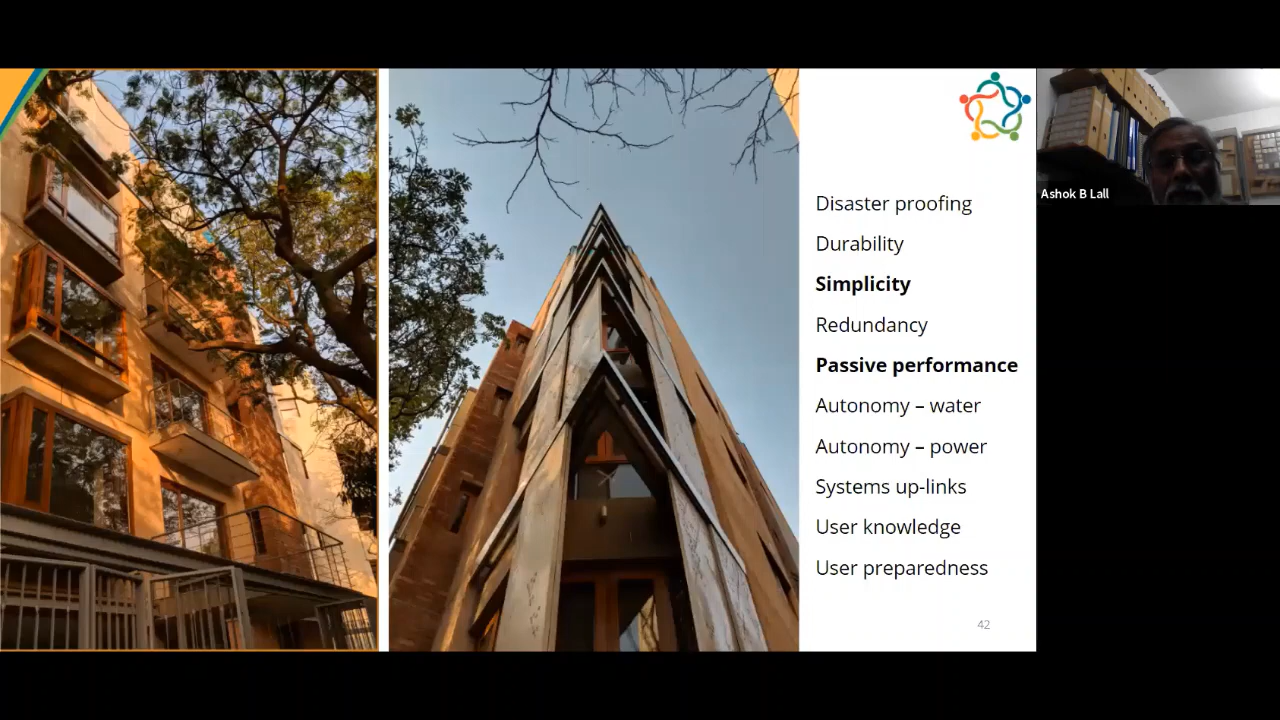 Disaster proofing
Durability
Simplicity
Redundancy
Passive performance
Autonomy – water
Autonomy – power
Systems up-links
User knowledge
User preparedness
42
Ashok B Lall